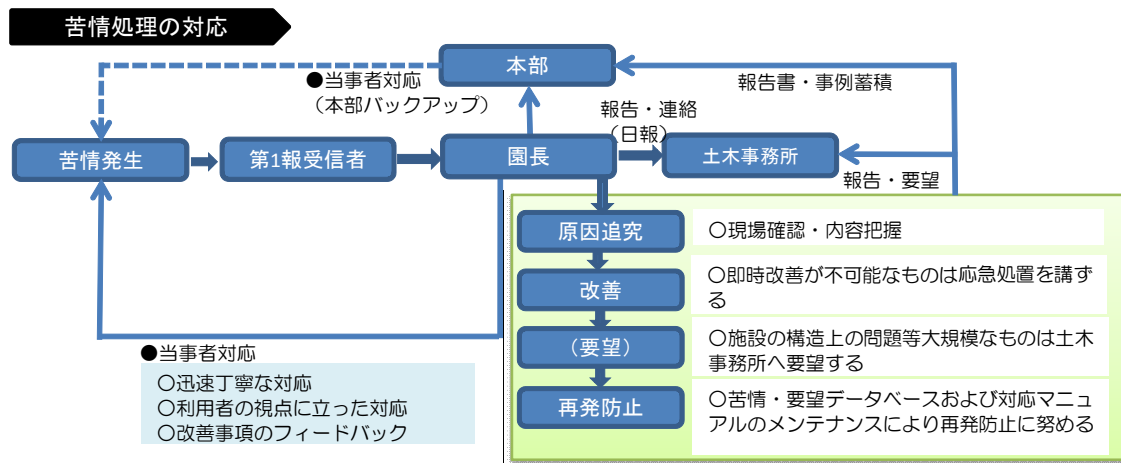 苦情処理の対応
本部
●当事者対応
（本部バックアップ）
報告書・事例蓄積
報告・連絡
（日報）
苦情発生
第1報受信者
園長
土木事務所
報告・要望
原因追究
〇現場確認・内容把握
改善
〇即時改善が不可能なものは応急処置を講ず
る
（要望）
〇施設の構造上の問題等大規模なものは土木
事務所へ要望する
再発防止
〇苦情・要望データベースおよび対応マニュ
アルのメンテナンスにより再発防止に努める
●当事者対応
〇迅速丁寧な対応
〇利用者の視点に立った対応
〇改善事項のフィードバック